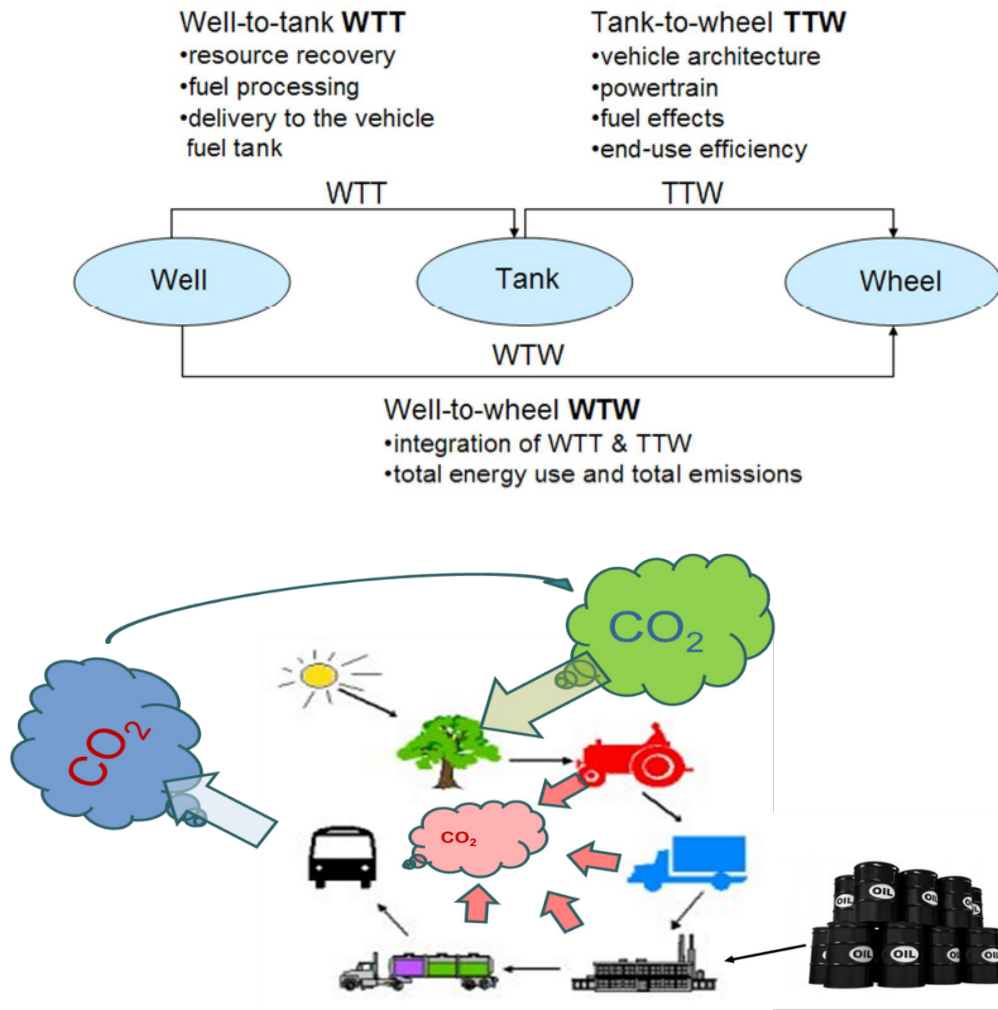 Well-to-tank WTT
•resource recovery
•fuel processing
•delivery to the vehicle
fuel tank
Tank-to-wheel TTW
•vehicle architecture
•powertrain
•fuel effects
•end-use efficiency
WTT
TTW
Well
Tank
Wheel
WTW
Well-to-wheel WTW
•integration of WTT & TTW
•total energy use and total emissions
CO₂
CO₂
CO₂
OIL
OIL
OIL
OIL
OIL
OIL
OIL